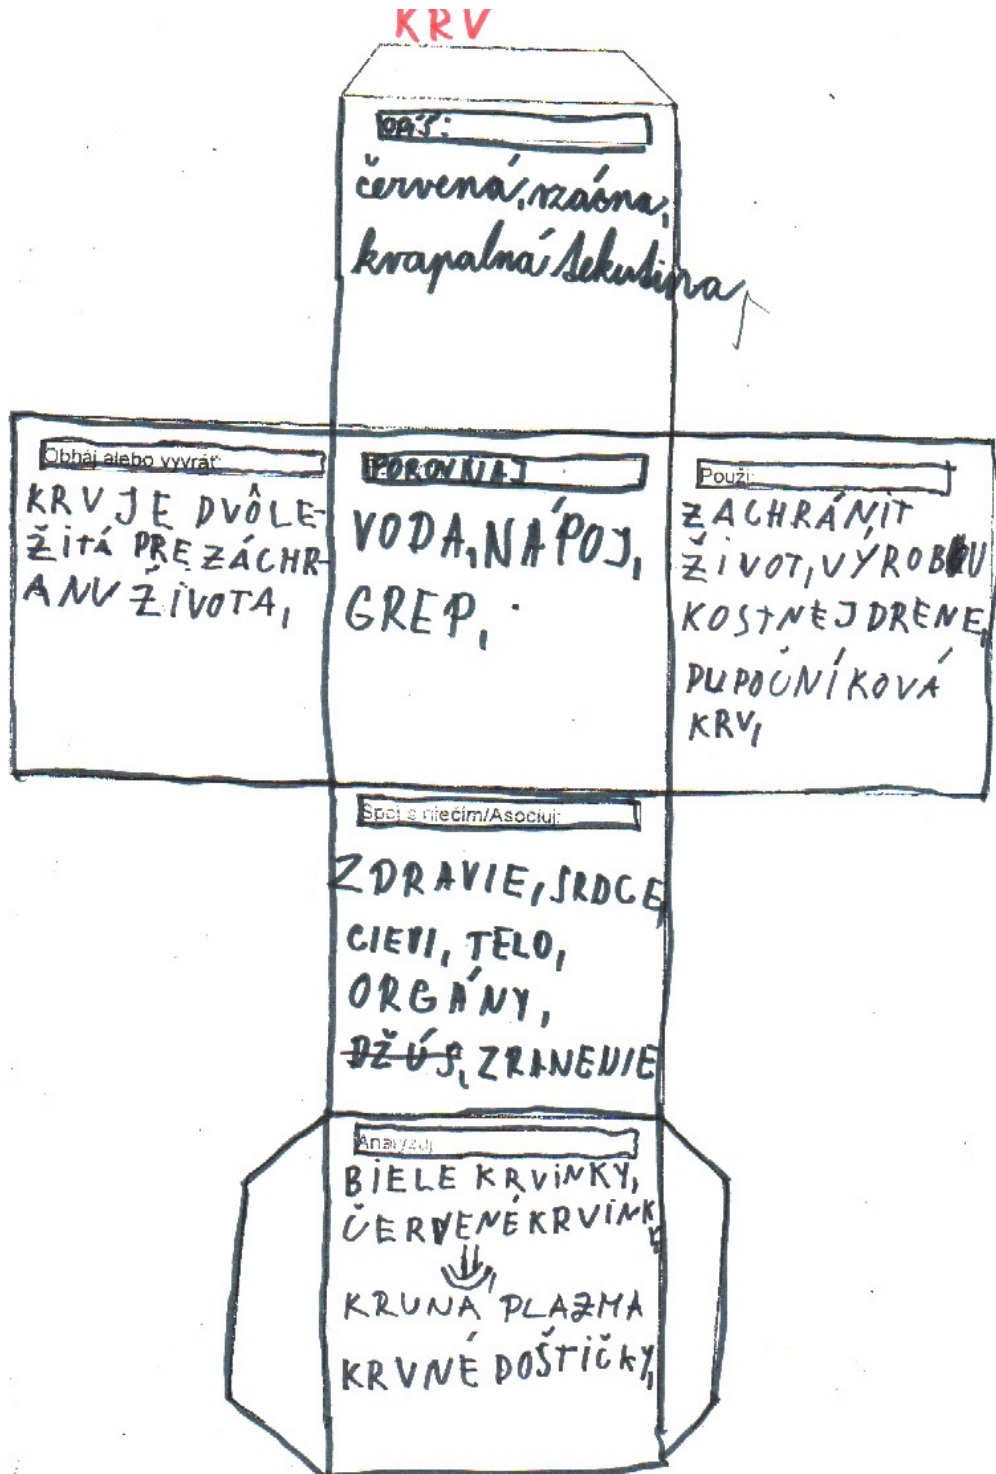 KRV
OPÍŠ:
červená, vzácna,
kvapalná tekutina,
Obháj alebo vyvráť:
KRV JE DVÔLE-
ŽITÁ PRE ZÁCHR-
ANU ŽIVOTA,
POROVNAJ
VODA, NÁPOJ,
GREP,
Použi:
ZACHRÁNIŤ
ŽIVOT, VÝROBKU
KOSTNEJ DRENE,
PUPOČNÍKOVÁ
KRV,
Spoj s niečím/Asociuj:
ZDRAVIE, SRDCE,
CIEVI, TELO,
ORGÁNY,
DŽÚS, ZRANENIE
Analyzuj
BIELE KRVINKY,
ČERVENÉ KRVINKY,
KRVNÁ PLAZMA
KRVNÉ DOŠTIČKY,